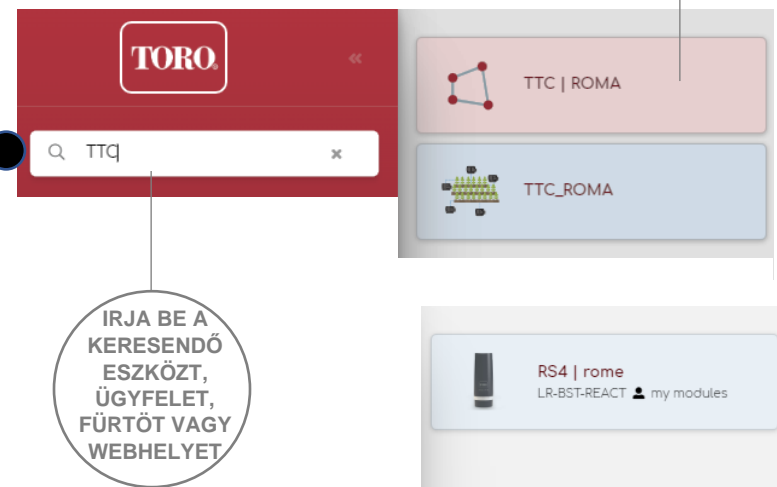 TORO
«
TTC
×
TTC | ROMA
TTC_ROMA
IRJA BE A
KERESENDŐ
ESZKÖZT,
ÜGYFELET,
FÜRTÖT VAGY
WEBHELYET
RS4 | rome
LR-BST-REACT my modules